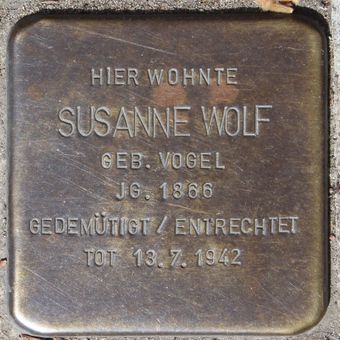 HIER WOHNTE
SUSANNE WOLF
GEB. VOGEL
JG. 1866
GEDEMÜTIGT / ENTRECHTET
TOT 13.7.1942